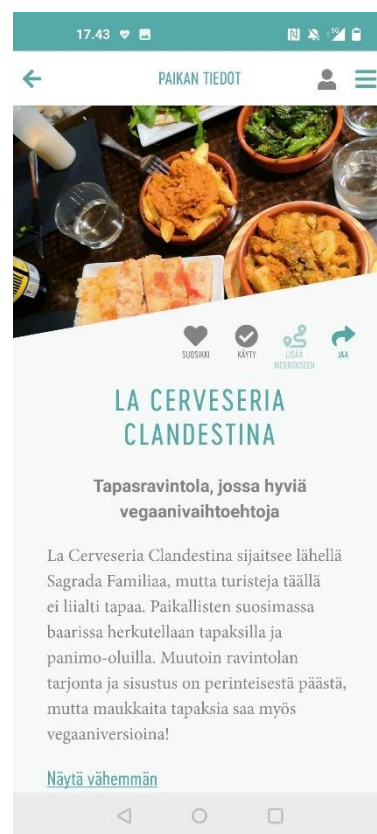 17.43
5G
PAIKAN TIEDOT
SUOSIKKI
KÄYTY
LISÄÄ
KIERROKSEEN
JAA
LA CERVESERIA
CLANDESTINA
Tapasravintola, jossa hyviä
vegaanivaihtoehtoja
La Cerveseria Clandestina sijaitsee lähellä
Sagrada Familiaa, mutta turisteja täällä
ei liialti tapaa. Paikallisten suosimassa
baarissa herkutellaan tapaksilla ja
panimo-oluilla. Muutoin ravintolan
tarjonta ja sisustus on perinteisestä päästä,
mutta maukkaita tapaksia saa myös
vegaaniversioina!
Näytä vähemmän